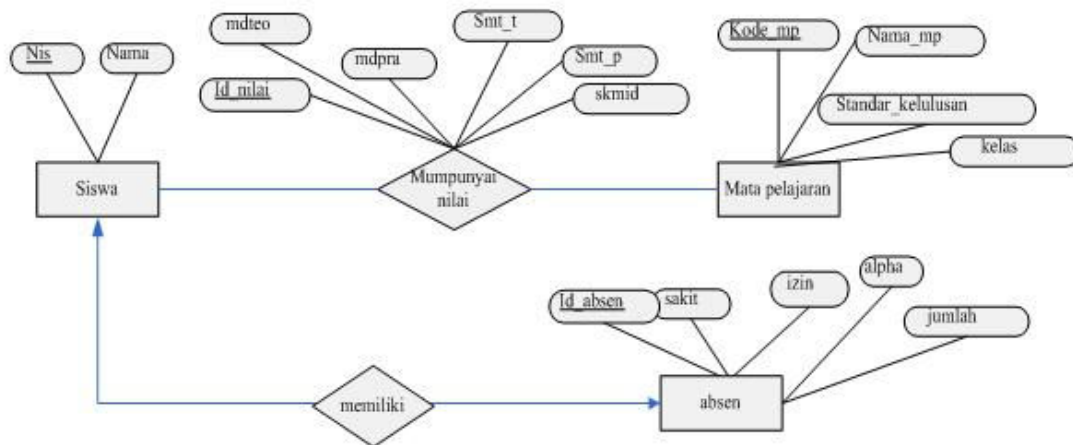 Nis
Nama
mdteo
mdpra
Id_nilai
Smt_t
Smt_p
skmid
Kode_mp
Nama_mp
Standar_kelulusan
kelas
Siswa
Mumpunyai
nilai
Mata pelajaran
Id_absen
sakit
izin
alpha
jumlah
memiliki
absen